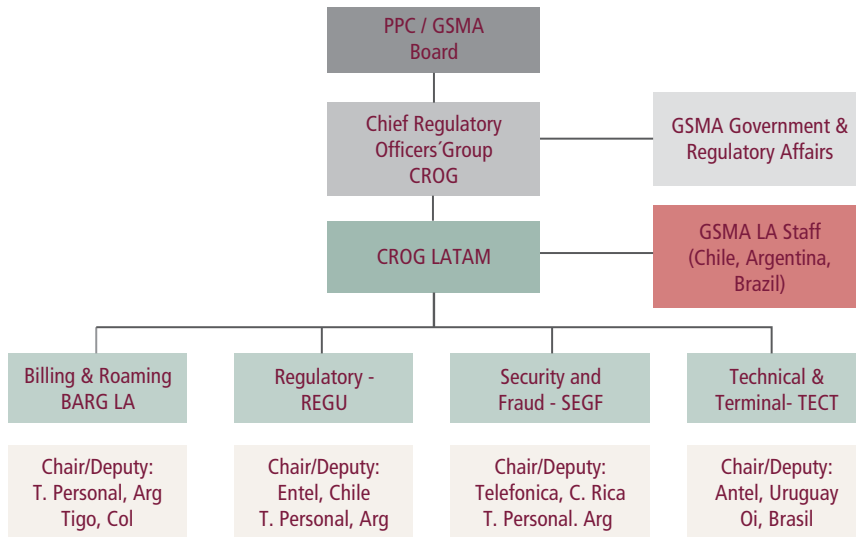 PPC / GSMA
Board
Chief Regulatory
Officers´Group
CROG
GSMA Government &
Regulatory Affairs
CROG LATAM
GSMA LA Staff
(Chile, Argentina,
Brazil)
Billing & Roaming
BARG LA
Regulatory -
REGU
Security and
Fraud - SEGF
Technical &
Terminal- TECT
Chair/Deputy:
T. Personal, Arg
Tigo, Col
Chair/Deputy:
Entel, Chile
T. Personal, Arg
Chair/Deputy:
Telefonica, C. Rica
T. Personal. Arg
Chair/Deputy:
Antel, Uruguay
Oi, Brasil